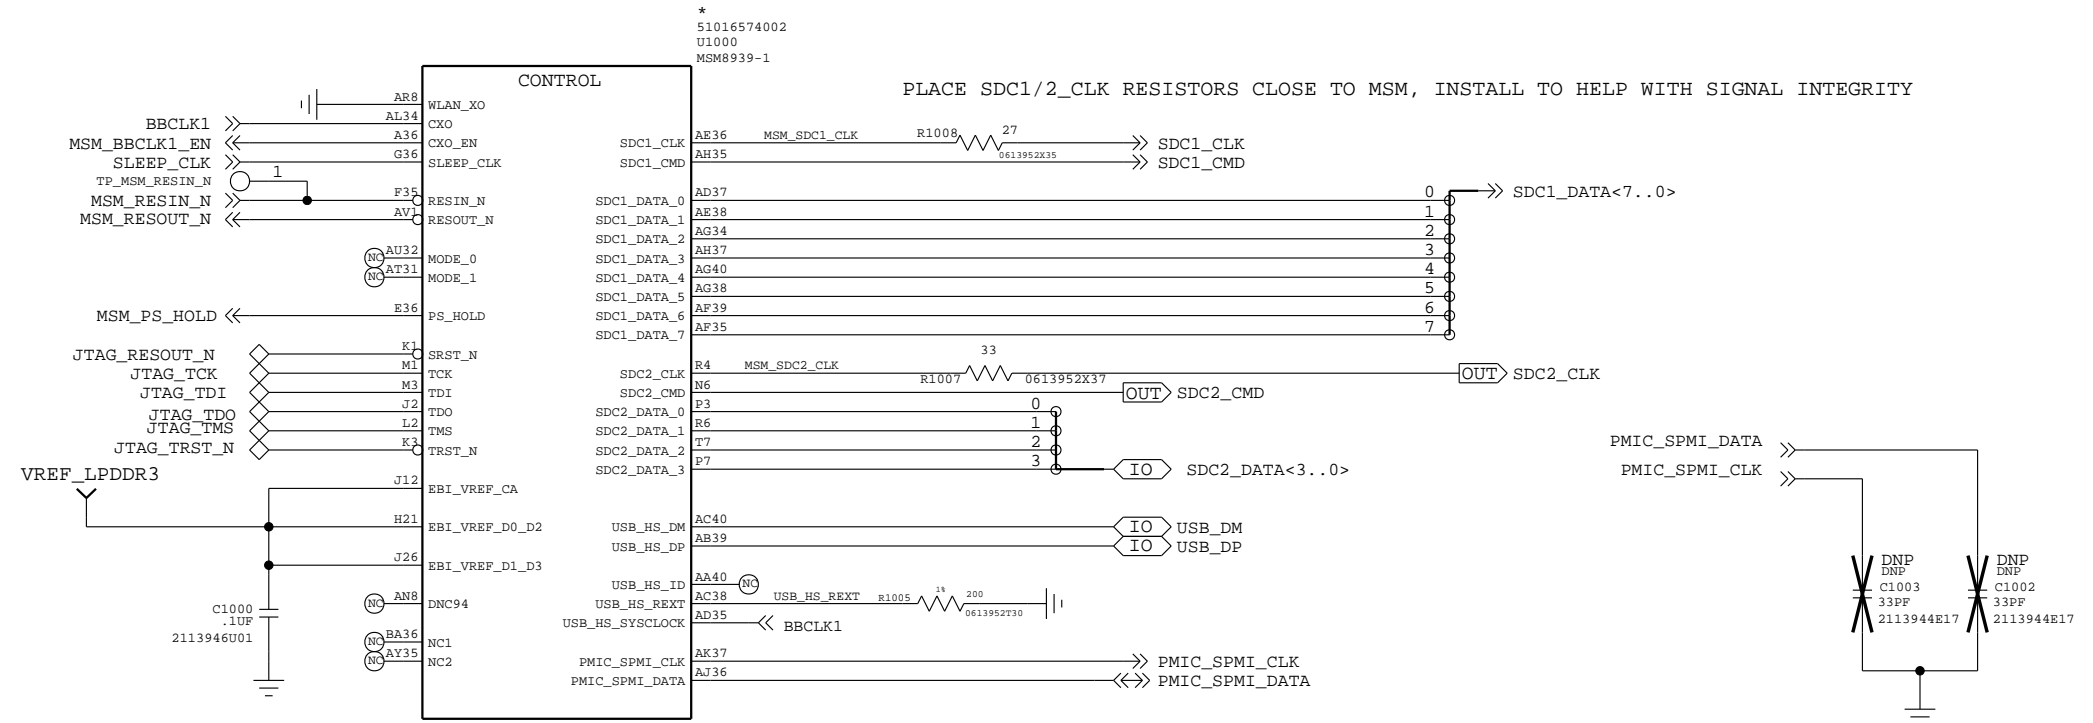 *
51016574002
U1000
MSM8939-1
CONTROL
PLACE SDC1/2_CLK RESISTORS CLOSE TO MSM, INSTALL TO HELP WITH SIGNAL INTEGRITY
AR8 WLAN_XO
BBCLK1 AL34 CXO
MSM_BBCLK1_EN A36 CXO_EN
SLEEP_CLK G36 SLEEP_CLK
TP_MSM_RESIN_N 1
MSM_RESIN_N F35 RESIN_N
MSM_RESOUT_N AV1 RESOUT_N
NC AU32 MODE_0
NC AT31 MODE_1
MSM_PS_HOLD E36 PS_HOLD
JTAG_RESOUT_N K1 SRST_N
JTAG_TCK M1 TCK
JTAG_TDI M3 TDI
JTAG_TDO J2 TDO
JTAG_TMS L2 TMS
JTAG_TRST_N K3 TRST_N
VREF_LPDDR3
J12 EBI_VREF_CA
H21 EBI_VREF_D0_D2
J26 EBI_VREF_D1_D3
C1000
.1UF
2113946U01
NC AN8 DNC94
NC BA36 NC1
NC AY35 NC2
SDC1_CLK AE36 MSM_SDC1_CLK R1008 27 0613952X35 SDC1_CLK
SDC1_CMD AH35 SDC1_CMD
SDC1_DATA_0 AD37 0 SDC1_DATA<7..0>
SDC1_DATA_1 AE38 1
SDC1_DATA_2 AG34 2
SDC1_DATA_3 AH37 3
SDC1_DATA_4 AG40 4
SDC1_DATA_5 AG38 5
SDC1_DATA_6 AF39 6
SDC1_DATA_7 AF35 7
SDC2_CLK R4 MSM_SDC2_CLK R1007 33 0613952X37 OUT SDC2_CLK
SDC2_CMD N6 OUT SDC2_CMD
SDC2_DATA_0 P3 0
SDC2_DATA_1 R6 1
SDC2_DATA_2 T7 2
SDC2_DATA_3 P7 3 IO SDC2_DATA<3..0>
USB_HS_DM AC40 IO USB_DM
USB_HS_DP AB39 IO USB_DP
USB_HS_ID AA40 NC
USB_HS_REXT AC38 USB_HS_REXT R1005 1% 200 0613952T30
USB_HS_SYSCLOCK AD35 BBCLK1
PMIC_SPMI_CLK AK37 PMIC_SPMI_CLK
PMIC_SPMI_DATA AJ36 PMIC_SPMI_DATA
PMIC_SPMI_DATA
PMIC_SPMI_CLK
DNP
DNP
C1003
33PF
2113944E17
DNP
DNP
C1002
33PF
2113944E17